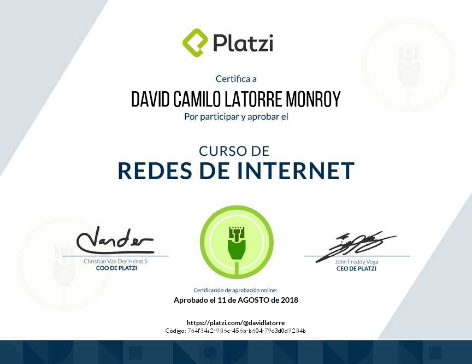 Platzi
Certifica a
DAVID CAMILO LATORRE MONROY
Por participar y aprobar el
CURSO DE
REDES DE INTERNET
Christian Van Der Henst S
COO DE PLATZI
John Freddy Vega
CEO DE PLATZI
Certificación de aprobación online:
Aprobado el 11 de AGOSTO de 2018
https://platzi.com/@davidlatorre
Código: